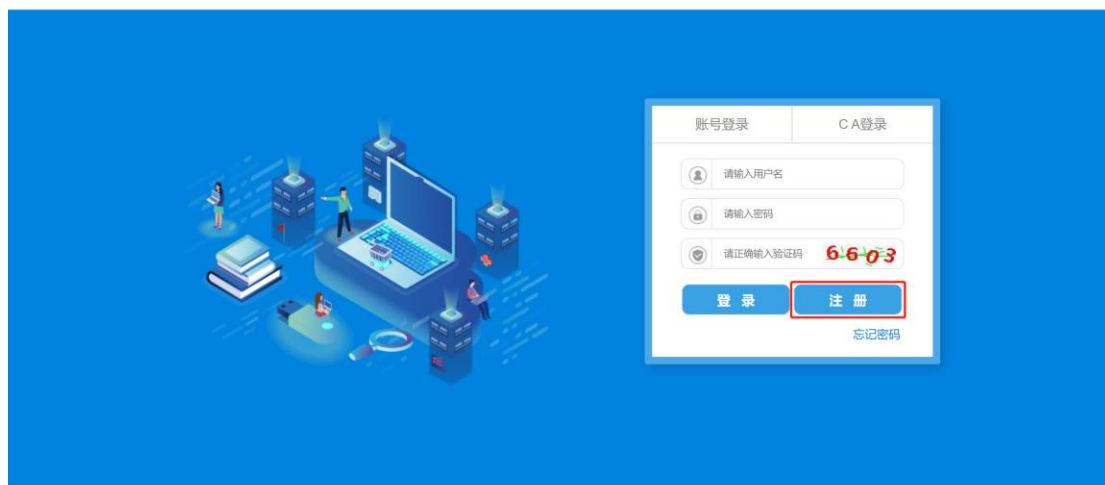 账号登录 CA登录
请输入用户名
请输入密码
请正确输入验证码 6603
登 录 注 册
忘记密码